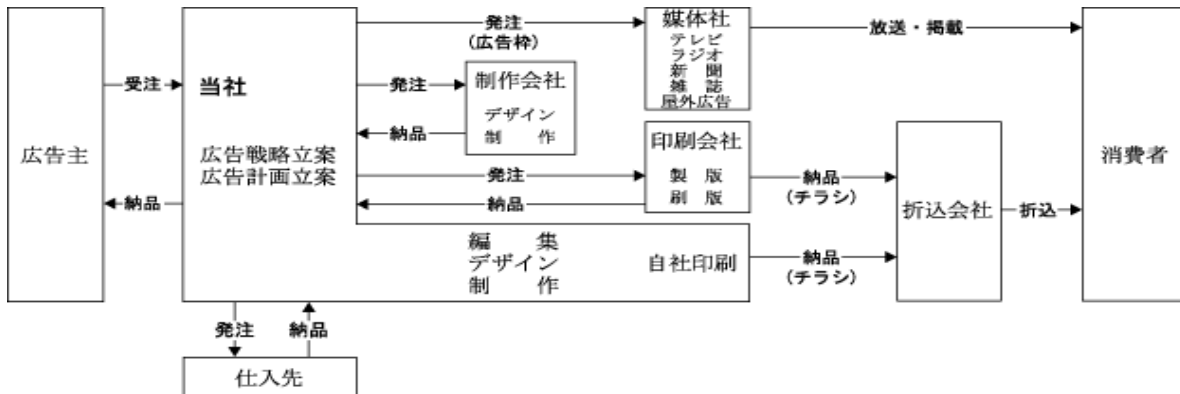 広告主
受注
納品
当社
広告戦略立案
広告計画立案
発注
(広告枠)
発注
納品
制作会社
デザイン
制　作
発注
納品
媒体社
テレビ
ラジオ
新　聞
雑　誌
屋外広告
印刷会社
製　版
刷　版
編　集
デザイン
制　作
自社印刷
放送・掲載
納品
(チラシ)
納品
(チラシ)
折込会社
折込
消費者
発注
納品
仕入先